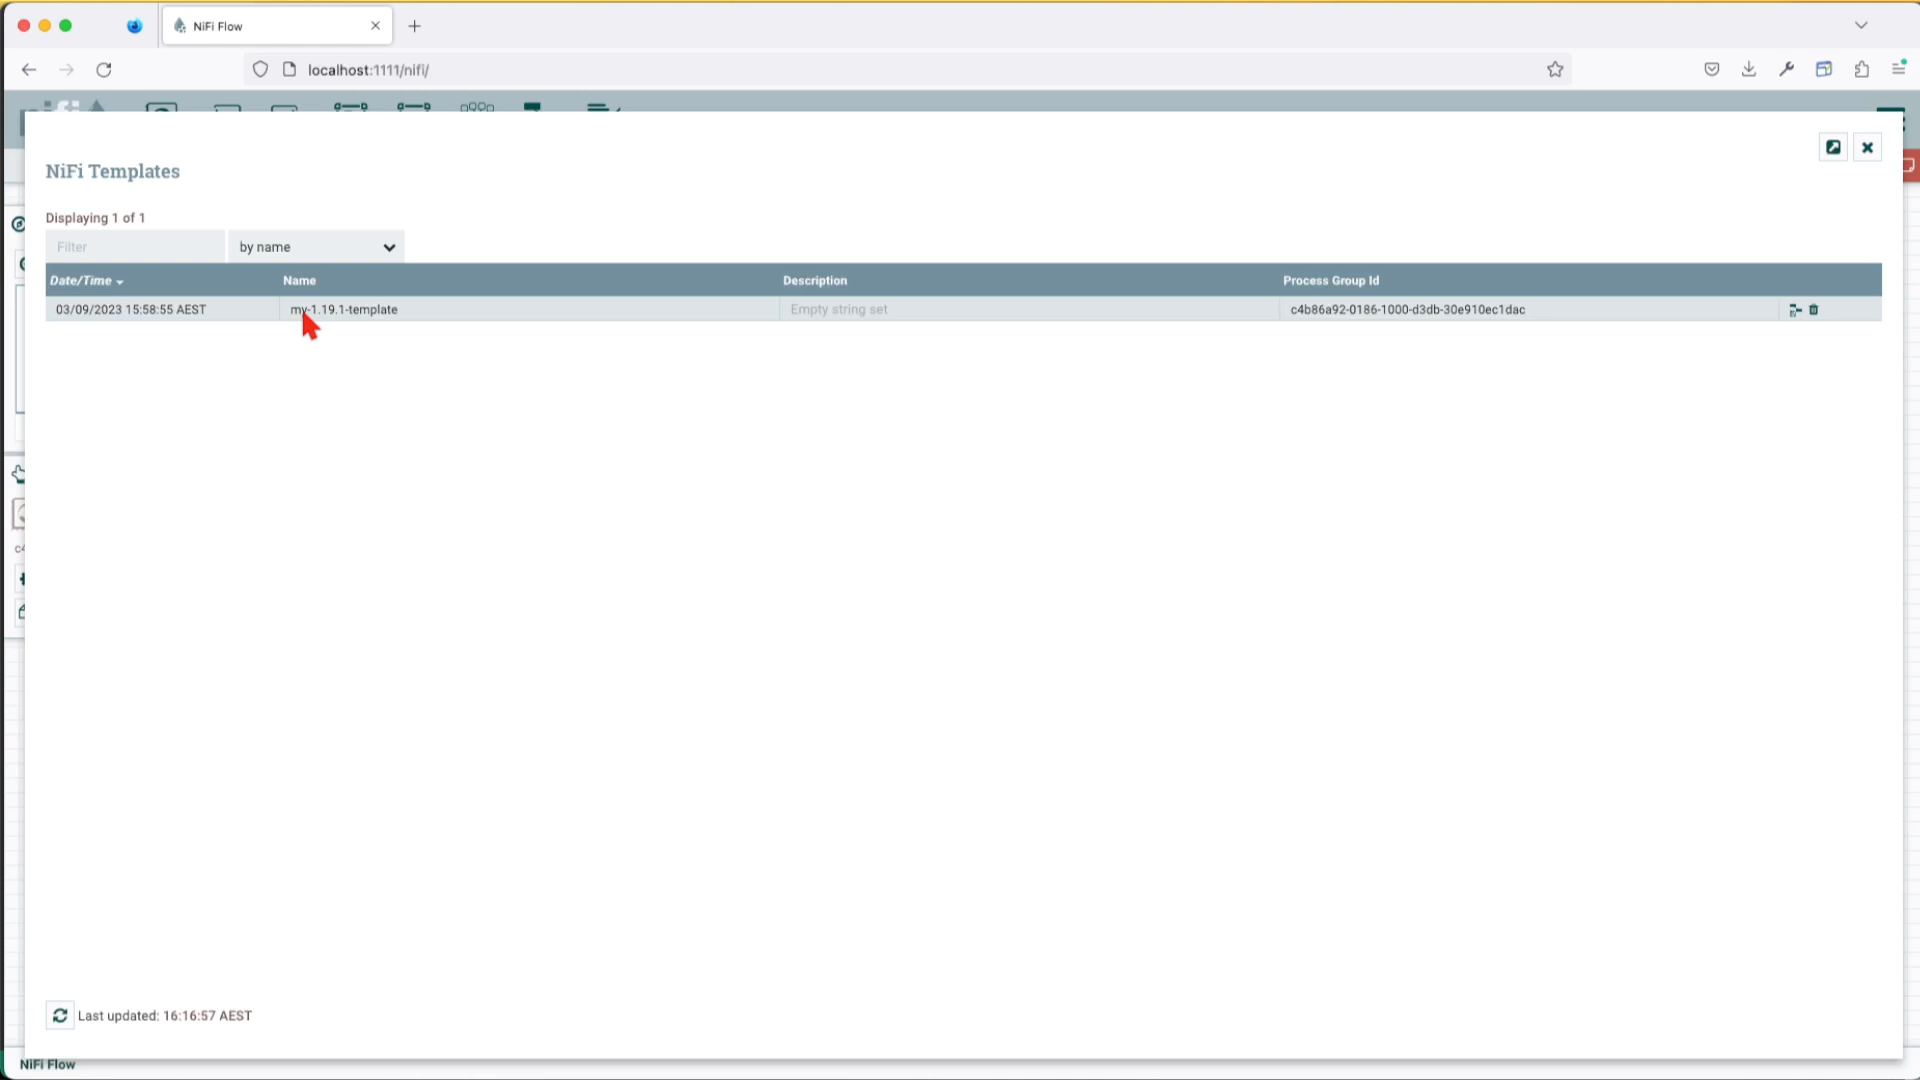 NiFi Flow
localhost:1111/nifi/
NiFi Templates
Displaying 1 of 1
Filter by name
Date/Time Name Description Process Group Id
03/09/2023 15:58:55 AEST my-1.19.1-template Empty string set c4b86a92-0186-1000-d3db-30e910ec1dac
c4
Last updated: 16:16:57 AEST
NiFi Flow